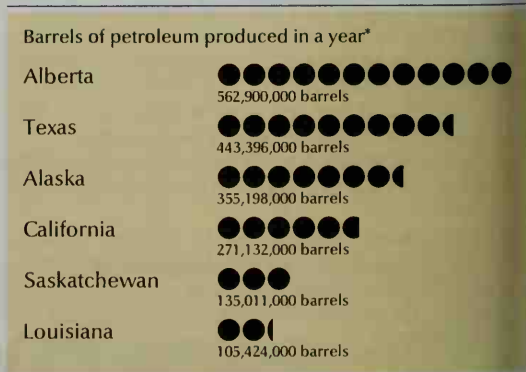 Barrels of petroleum produced in a year*
Alberta
562,900,000 barrels
Texas
443,396,000 barrels
Alaska
355,198,000 barrels
California
271,132,000 barrels
Saskatchewan
135,011,000 barrels
Louisiana
105,424,000 barrels